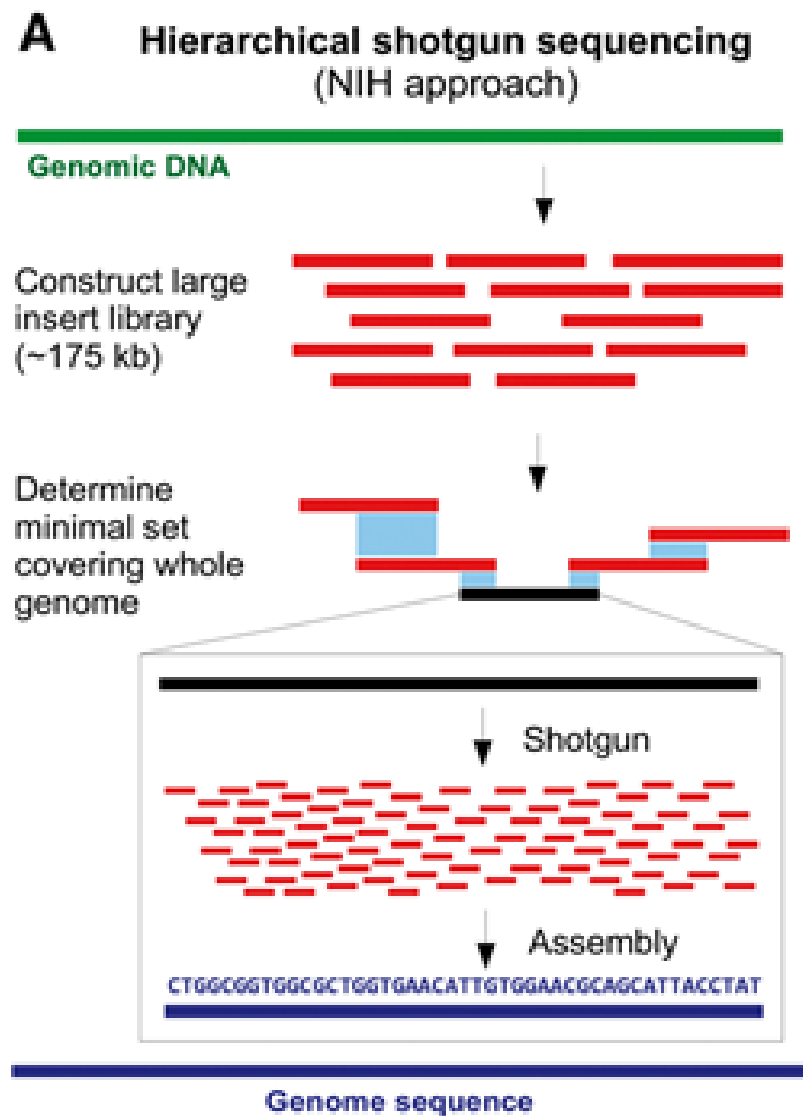 A
Hierarchical shotgun sequencing
(NIH approach)
Genomic DNA
Construct large
insert library
(~175 kb)
Determine
minimal set
covering whole
genome
Shotgun
Assembly
CTGGCGGTGGCGCTGGTGAACATTGTGGAACGCAGCATTACCTAT
Genome sequence